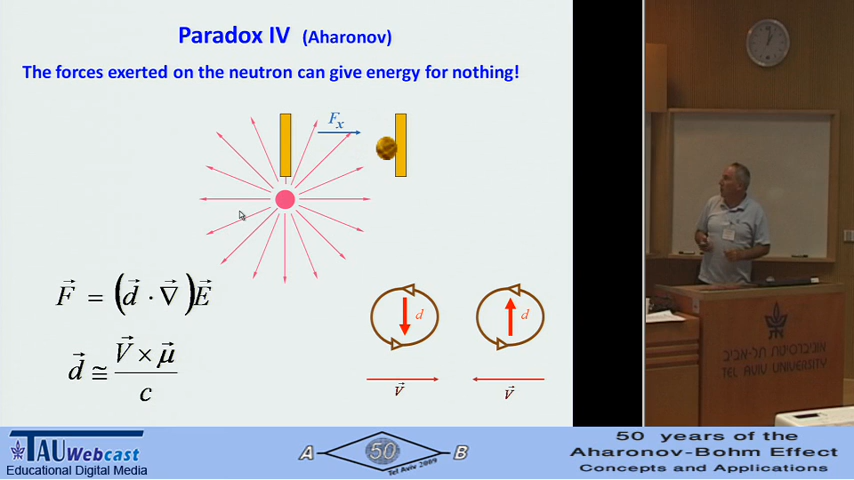 Paradox IV (Aharonov)
The forces exerted on the neutron can give energy for nothing!
Fₓ
F⃗ = (d⃗ · ∇⃗)E⃗
d⃗ ≅ V⃗ × μ⃗ / c
d
d
v⃗
v⃗
אוניברסיטת תל-אביב
TEL AVIV UNIVERSITY
TAU Webcast
Educational Digital Media
A 50 B
Tel Aviv 2009
50 years of the
Aharonov-Bohm Effect
Concepts and Applications